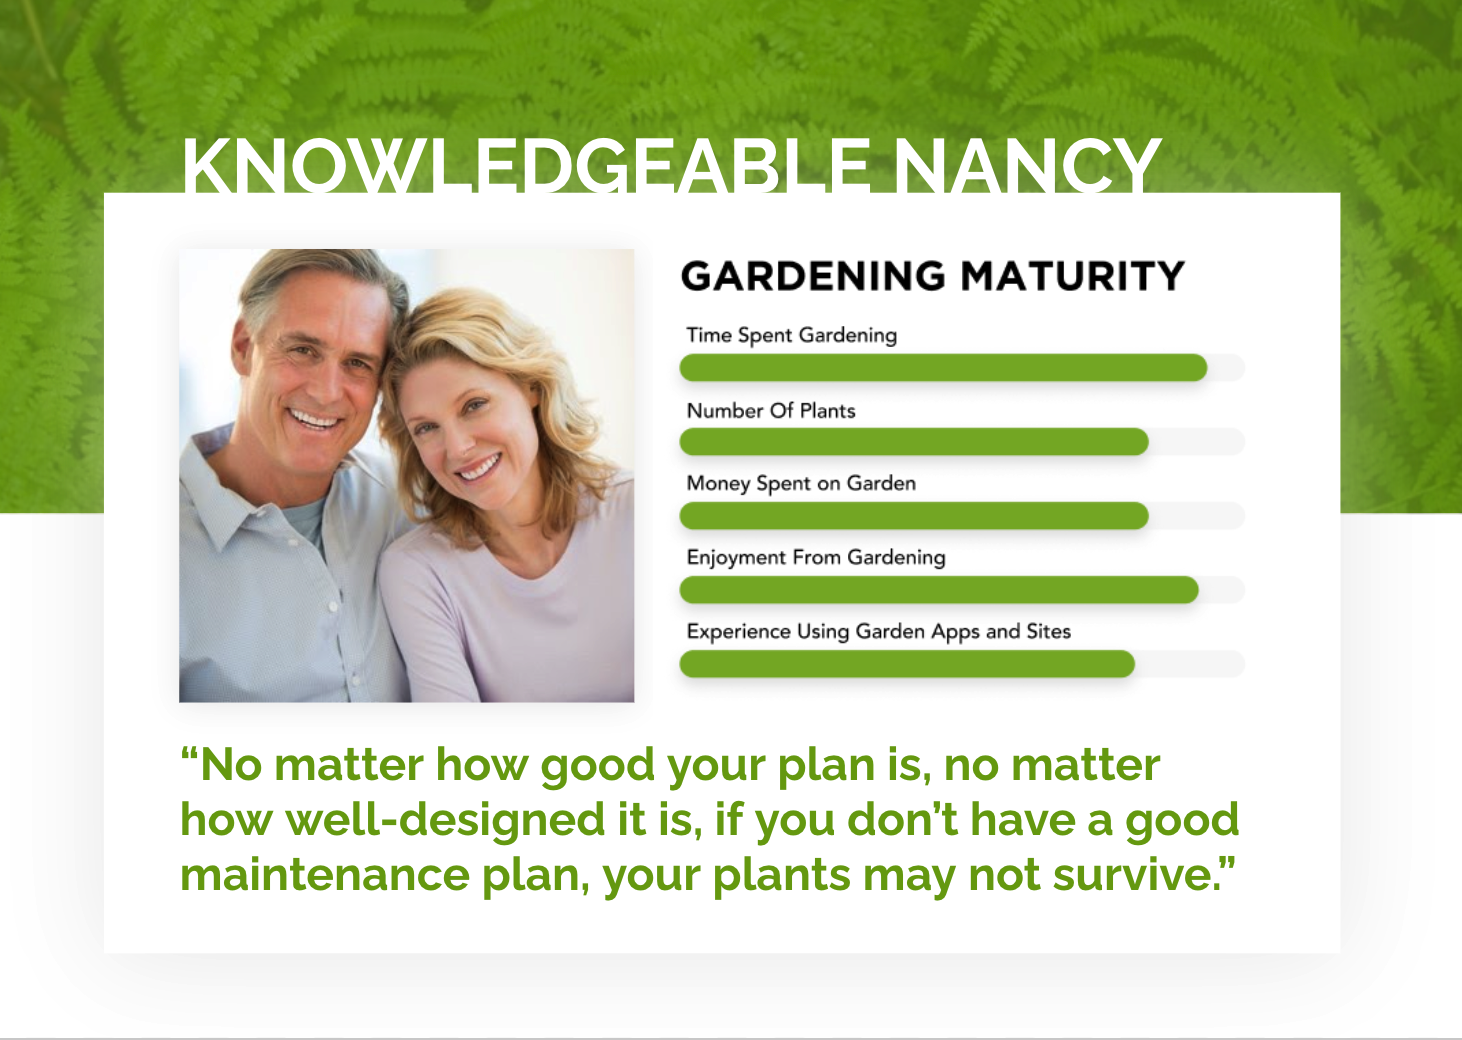 KNOWLEDGEABLE NANCY
GARDENING MATURITY
Time Spent Gardening
Number Of Plants
Money Spent on Garden
Enjoyment From Gardening
Experience Using Garden Apps and Sites
“No matter how good your plan is, no matter
how well-designed it is, if you don’t have a good
maintenance plan, your plants may not survive.”